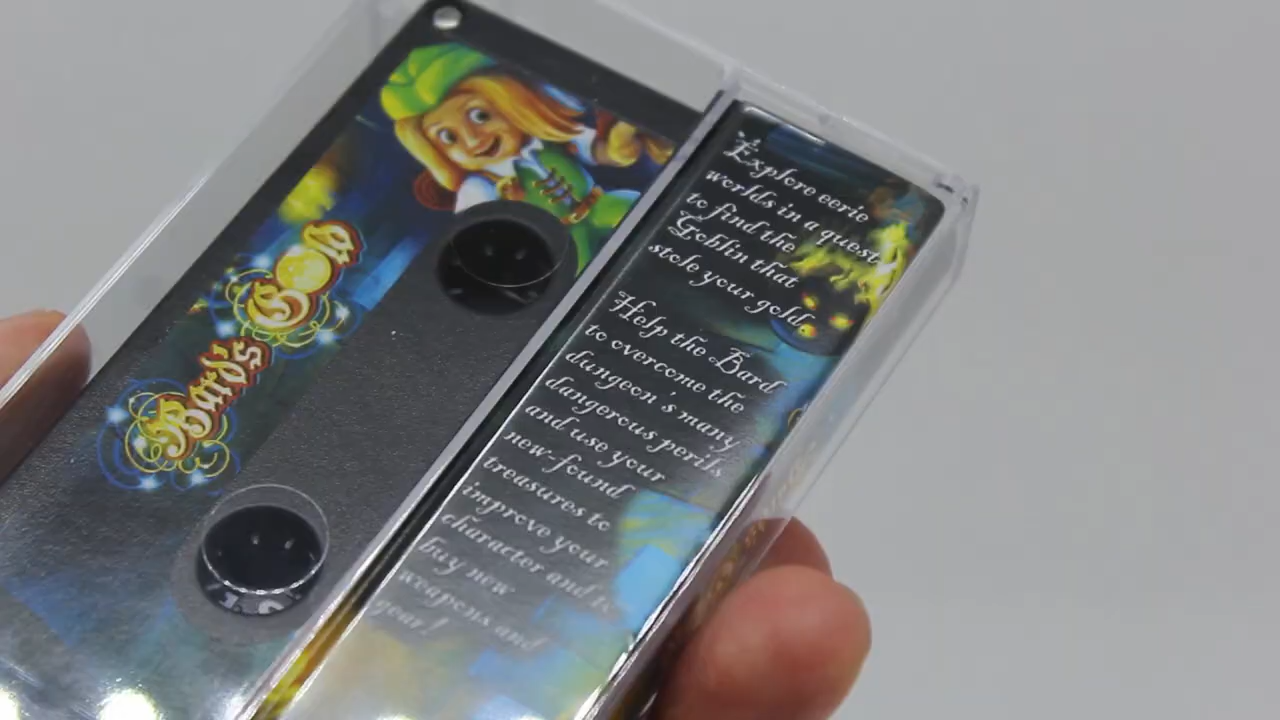 Bard's Gold
Explore eerie
worlds in a quest
to find the
Goblin that
stole your gold.
Help the Bard
to overcome the
dungeon's many
dangerous perils
and use your
new-found
treasures to
improve your
character and to
buy new
weapons and
gear!